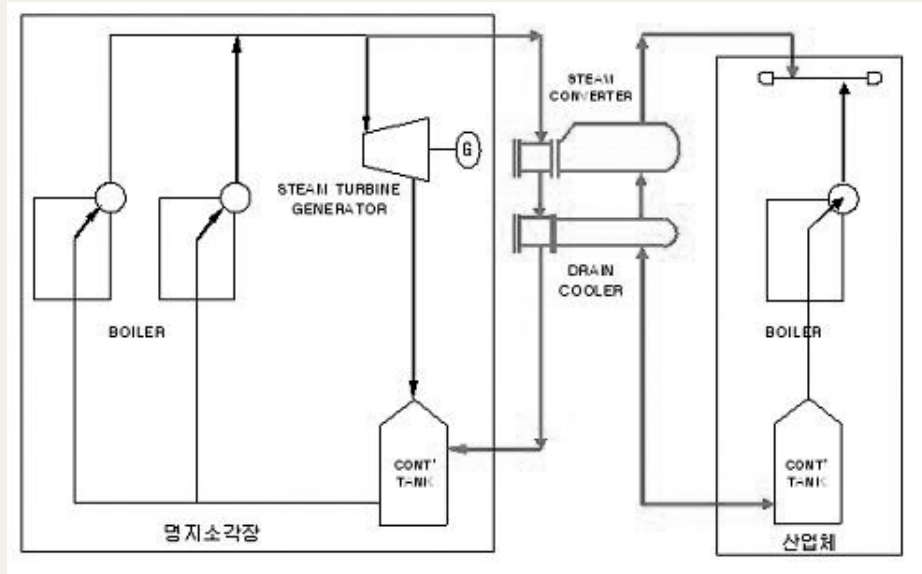 STEAM
CONVERTER
G
STEAM TURBINE
GENERATOR
DRAIN
COOLER
BOILER
BOILER
CONT'
TANK
CONT'
TANK
명지소각장
산업체